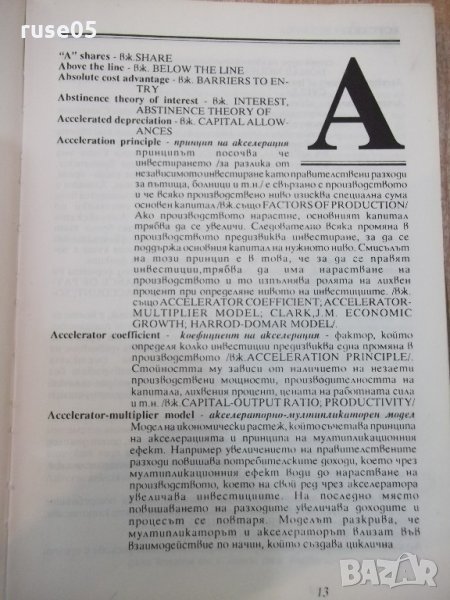 ruse05
"A" shares - вж.SHARE
Above the line - вж. BELOW THE LINE
Absolute cost advantage - вж. BARRIERS TO EN-
TRY
Abstinence theory of interest - вж. INTEREST,
ABSTINENCE THEORY OF
Accelerated depreciation - вж. CAPITAL ALLOW-
ANCES
A
Acceleration principle - принцип на акселерация
принципът посочва че
инвестирането /за разлика от
независимото инвестиране като правителствени разходи
за пътища, болници и т.н./ е свързано с производството
и че всяко производствено ниво изисква специална сума
основен капитал /вж.също FACTORS OF PRODUCTION/
Ако производството нарастне, основният капитал
трябва да се увеличи. Следователно всяка промяна в
производството предизвиква инвестиране, за да се
поддържа основния капитал на нужното ниво. Смисълът
на този принцип е в това, че за да се правят
инвестиции,трябва да има нарастване на
производството и то изпълнява ролята на лихвен
процент при определяне нивото на инвестициите. /вж.
също ACCELERATOR COEFFICIENT; ACCELERATOR-
MULTIPLIER MODEL; CLARK,J.M. ECONOMIC
GROWTH; HARROD-DOMAR MODEL/.
Accelerator coefficient - коефициент на акселерация - фактор, който
определя колко инвестиции предизвиква една промяна в
производството /вж.ACCELERATION PRINCIPLE/.
Стойността му зависи от наличието на незаети
производствени мощности, производителността на
капитала, лихвения процент, цената на работната сила
и т.н. /вж. CAPITAL-OUTPUT RATIO; PRODUCTIVITY/
Accelerator-multiplier model - акселераторно-мултипликаторен модел
Модел на икономически растеж, който съчетава принципа
на акселерацията и принципа на мултипликационния
ефект. Например увеличението на правителствените
разходи повишава потребителските доходи, което чрез
мултипликационния ефект води до нарастване на
производството, което на свой ред чрез акселератора
увеличава инвестициите. На последно място
повишаването на разходите увеличава доходите и
процесът се повтаря. Моделът разкрива, че
мултипликаторът и акселераторът влизат във
взаимодействие по начин, който създава циклична
13
BAZAR.BG